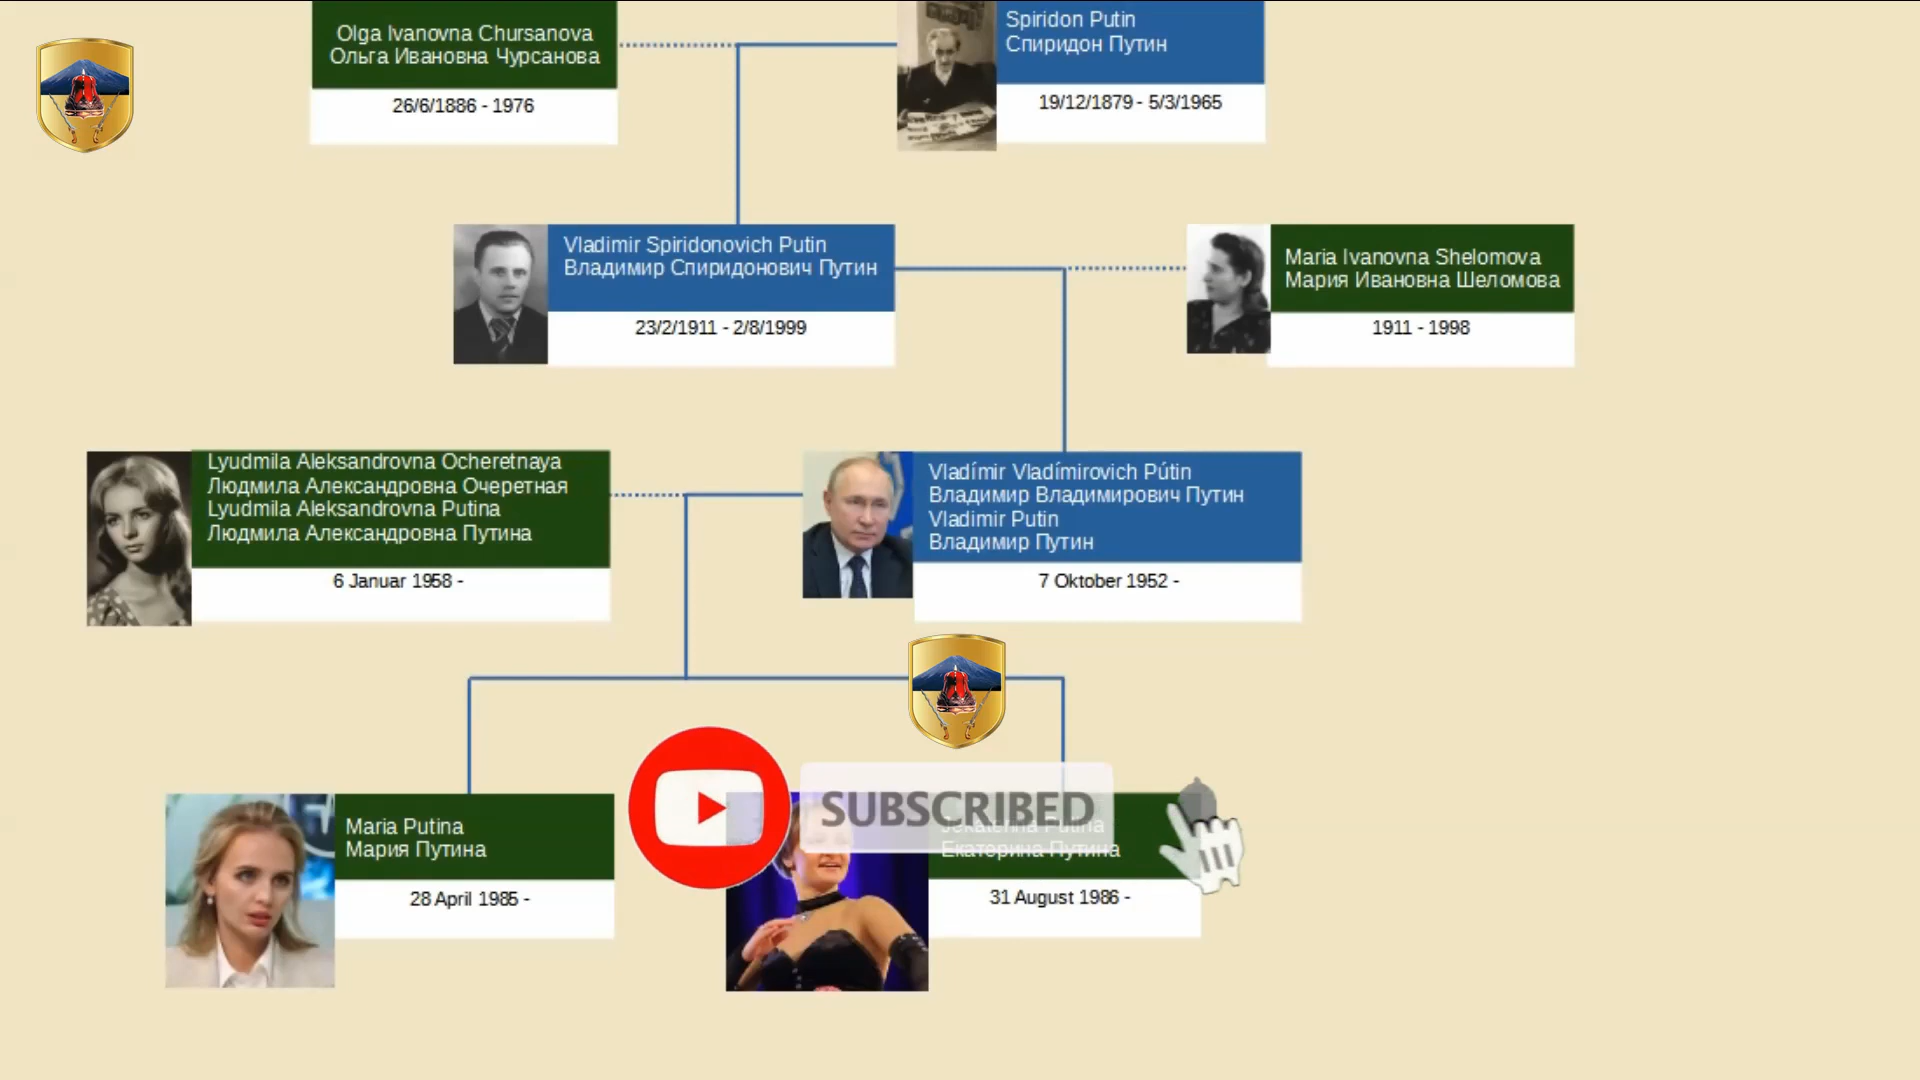 Olga Ivanovna Chursanova
Ольга Ивановна Чурсанова
26/6/1886 - 1976
Spiridon Putin
Спиридон Путин
19/12/1879 - 5/3/1965
Vladimir Spiridonovich Putin
Владимир Спиридонович Путин
23/2/1911 - 2/8/1999
Maria Ivanovna Shelomova
Мария Ивановна Шеломова
1911 - 1998
Lyudmila Aleksandrovna Ocheretnaya
Людмила Александровна Очеретная
Lyudmila Aleksandrovna Putina
Людмила Александровна Путина
6 Januar 1958 -
Vladímir Vladímirovich Pútin
Владимир Владимирович Путин
Vladimir Putin
Владимир Путин
7 Oktober 1952 -
Maria Putina
Мария Путина
28 April 1985 -
SUBSCRIBED
Jekaterina Putina
Екатерина Путина
31 August 1986 -